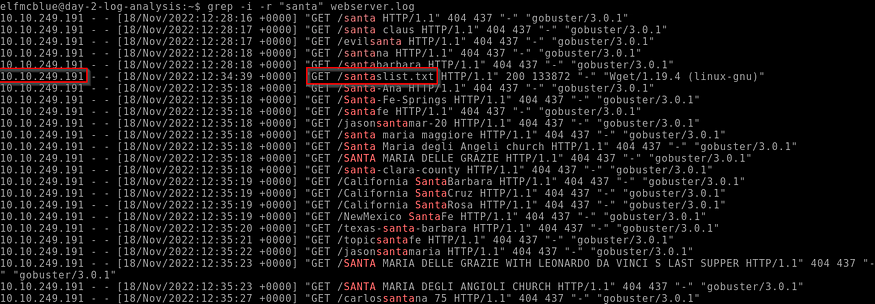 elfmcblue@day-2-log-analysis:~$ grep -i -r "santa" webserver.log
10.10.249.191 - - [18/Nov/2022:12:28:16 +0000] "GET /santa HTTP/1.1" 404 437 "-" "gobuster/3.0.1"
10.10.249.191 - - [18/Nov/2022:12:28:17 +0000] "GET /santa claus HTTP/1.1" 404 437 "-" "gobuster/3.0.1"
10.10.249.191 - - [18/Nov/2022:12:28:17 +0000] "GET /evilsanta HTTP/1.1" 404 437 "-" "gobuster/3.0.1"
10.10.249.191 - - [18/Nov/2022:12:28:18 +0000] "GET /santana HTTP/1.1" 404 437 "-" "gobuster/3.0.1"
10.10.249.191 - - [18/Nov/2022:12:28:18 +0000] "GET /santabarbara HTTP/1.1" 404 437 "-" "gobuster/3.0.1"
10.10.249.191 - - [18/Nov/2022:12:34:39 +0000] "GET /santaslist.txt HTTP/1.1" 200 133872 "-" "Wget/1.19.4 (linux-gnu)"
10.10.249.191 - - [18/Nov/2022:12:35:18 +0000] "GET /Santa-Ana HTTP/1.1" 404 437 "-" "gobuster/3.0.1"
10.10.249.191 - - [18/Nov/2022:12:35:18 +0000] "GET /Santa-Fe-Springs HTTP/1.1" 404 437 "-" "gobuster/3.0.1"
10.10.249.191 - - [18/Nov/2022:12:35:18 +0000] "GET /santafe HTTP/1.1" 404 437 "-" "gobuster/3.0.1"
10.10.249.191 - - [18/Nov/2022:12:35:18 +0000] "GET /jasonsantamar-20 HTTP/1.1" 404 437 "-" "gobuster/3.0.1"
10.10.249.191 - - [18/Nov/2022:12:35:18 +0000] "GET /santa maria maggiore HTTP/1.1" 404 437 "-" "gobuster/3.0.1"
10.10.249.191 - - [18/Nov/2022:12:35:18 +0000] "GET /Santa Maria degli Angeli church HTTP/1.1" 404 437 "-" "gobuster/3.0.1"
10.10.249.191 - - [18/Nov/2022:12:35:18 +0000] "GET /SANTA MARIA DELLE GRAZIE HTTP/1.1" 404 437 "-" "gobuster/3.0.1"
10.10.249.191 - - [18/Nov/2022:12:35:18 +0000] "GET /santa-clara-county HTTP/1.1" 404 437 "-" "gobuster/3.0.1"
10.10.249.191 - - [18/Nov/2022:12:35:19 +0000] "GET /California SantaBarbara HTTP/1.1" 404 437 "-" "gobuster/3.0.1"
10.10.249.191 - - [18/Nov/2022:12:35:19 +0000] "GET /California SantaCruz HTTP/1.1" 404 437 "-" "gobuster/3.0.1"
10.10.249.191 - - [18/Nov/2022:12:35:19 +0000] "GET /California SantaRosa HTTP/1.1" 404 437 "-" "gobuster/3.0.1"
10.10.249.191 - - [18/Nov/2022:12:35:19 +0000] "GET /NewMexico SantaFe HTTP/1.1" 404 437 "-" "gobuster/3.0.1"
10.10.249.191 - - [18/Nov/2022:12:35:20 +0000] "GET /texas-santa-barbara HTTP/1.1" 404 437 "-" "gobuster/3.0.1"
10.10.249.191 - - [18/Nov/2022:12:35:21 +0000] "GET /topicsantafe HTTP/1.1" 404 437 "-" "gobuster/3.0.1"
10.10.249.191 - - [18/Nov/2022:12:35:22 +0000] "GET /jasonsantamaria HTTP/1.1" 404 437 "-" "gobuster/3.0.1"
10.10.249.191 - - [18/Nov/2022:12:35:23 +0000] "GET /SANTA MARIA DELLE GRAZIE WITH LEONARDO DA VINCI S LAST SUPPER HTTP/1.1" 404 437 "-
" "gobuster/3.0.1"
10.10.249.191 - - [18/Nov/2022:12:35:23 +0000] "GET /SANTA MARIA DEGLI ANGIOLI CHURCH HTTP/1.1" 404 437 "-" "gobuster/3.0.1"
10.10.249.191 - - [18/Nov/2022:12:35:27 +0000] "GET /carlossantana 75 HTTP/1.1" 404 437 "-" "gobuster/3.0.1"